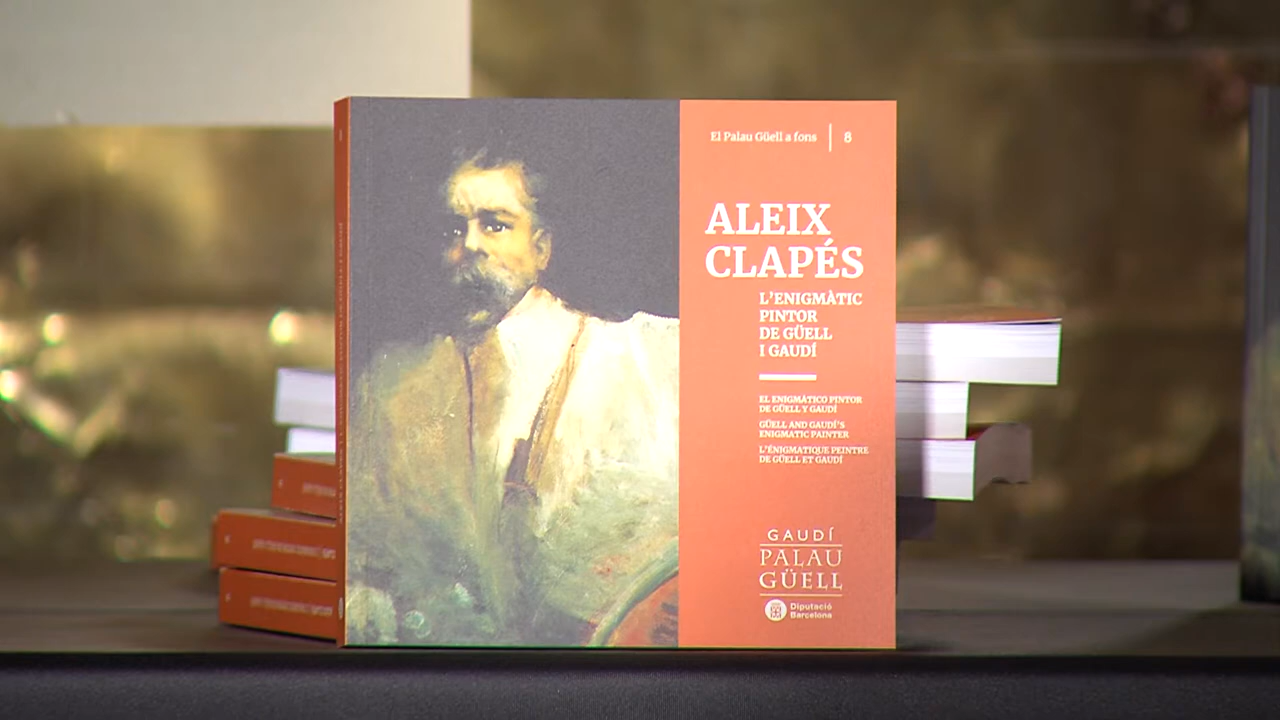 El Palau Güell a fons | 8
ALEIX
CLAPÉS
L'ENIGMÀTIC
PINTOR
DE GÜELL
I GAUDÍ
EL ENIGMÁTICO PINTOR
DE GÜELL Y GAUDÍ
GÜELL AND GAUDÍ'S
ENIGMATIC PAINTER
L'ÉNIGMATIQUE PEINTRE
DE GÜELL ET GAUDÍ
GAUDÍ
PALAU
GÜELL
Diputació
Barcelona